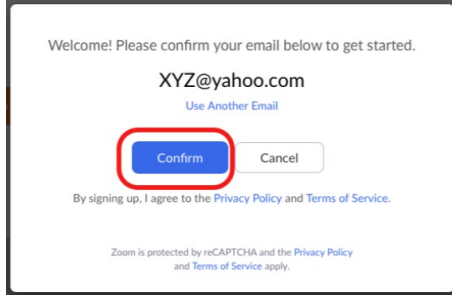 Welcome! Please confirm your email below to get started.
XYZ@yahoo.com
Use Another Email
Confirm Cancel
By signing up, I agree to the Privacy Policy and Terms of Service.
Zoom is protected by reCAPTCHA and the Privacy Policy
and Terms of Service apply.